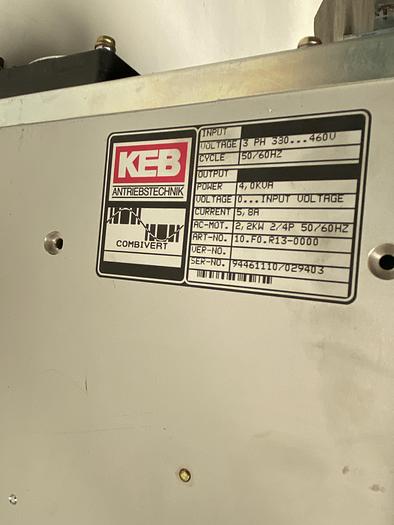 KEB
ANTRIEBSTECHNIK
COMBIVERT
INPUT
VOLTAGE 3 PH 330...460V
CYCLE 50/60HZ
OUTPUT
POWER 4,0KVA
VOLTAGE 0...INPUT VOLTAGE
CURRENT 5,8A
AC-MOT. 2,2KW 2/4P 50/60HZ
ART-NO. 10.F0.R13-0000
VER-NO.
SER-NO. 94461110/029403